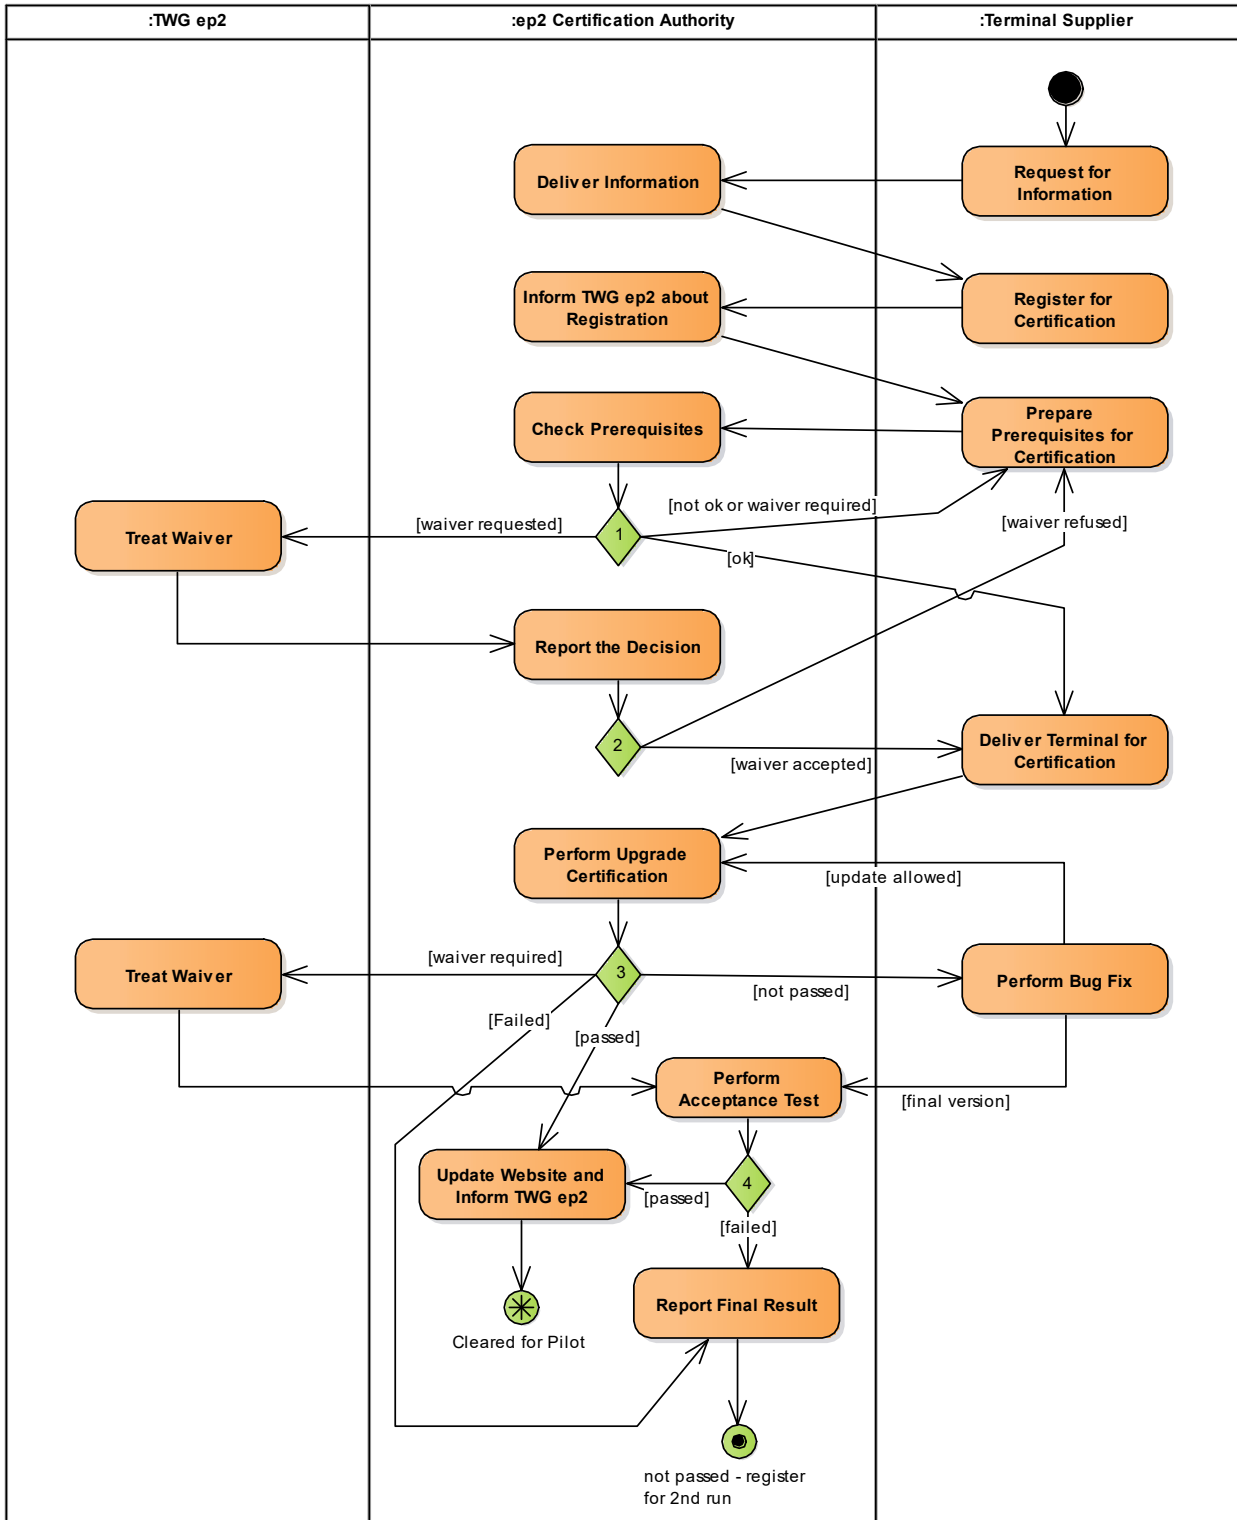 :TWG ep2
:ep2 Certification Authority
:Terminal Supplier
Deliver Information
Request for
Information
Inform TWG ep2 about
Registration
Register for
Certification
Check Prerequisites
Prepare
Prerequisites for
Certification
[not ok or waiver required]
[waiver requested]
[waiver refused]
Treat Waiver
1
[ok]
Report the Decision
2
[waiver accepted]
Deliver Terminal for
Certification
Perform Upgrade
Certification
[update allowed]
[waiver required]
Treat Waiver
3
[not passed]
Perform Bug Fix
[Failed]
[passed]
Perform
Acceptance Test
[final version]
Update Website and
Inform TWG ep2
4
[passed]
[failed]
Report Final Result
Cleared for Pilot
not passed - register
for 2nd run